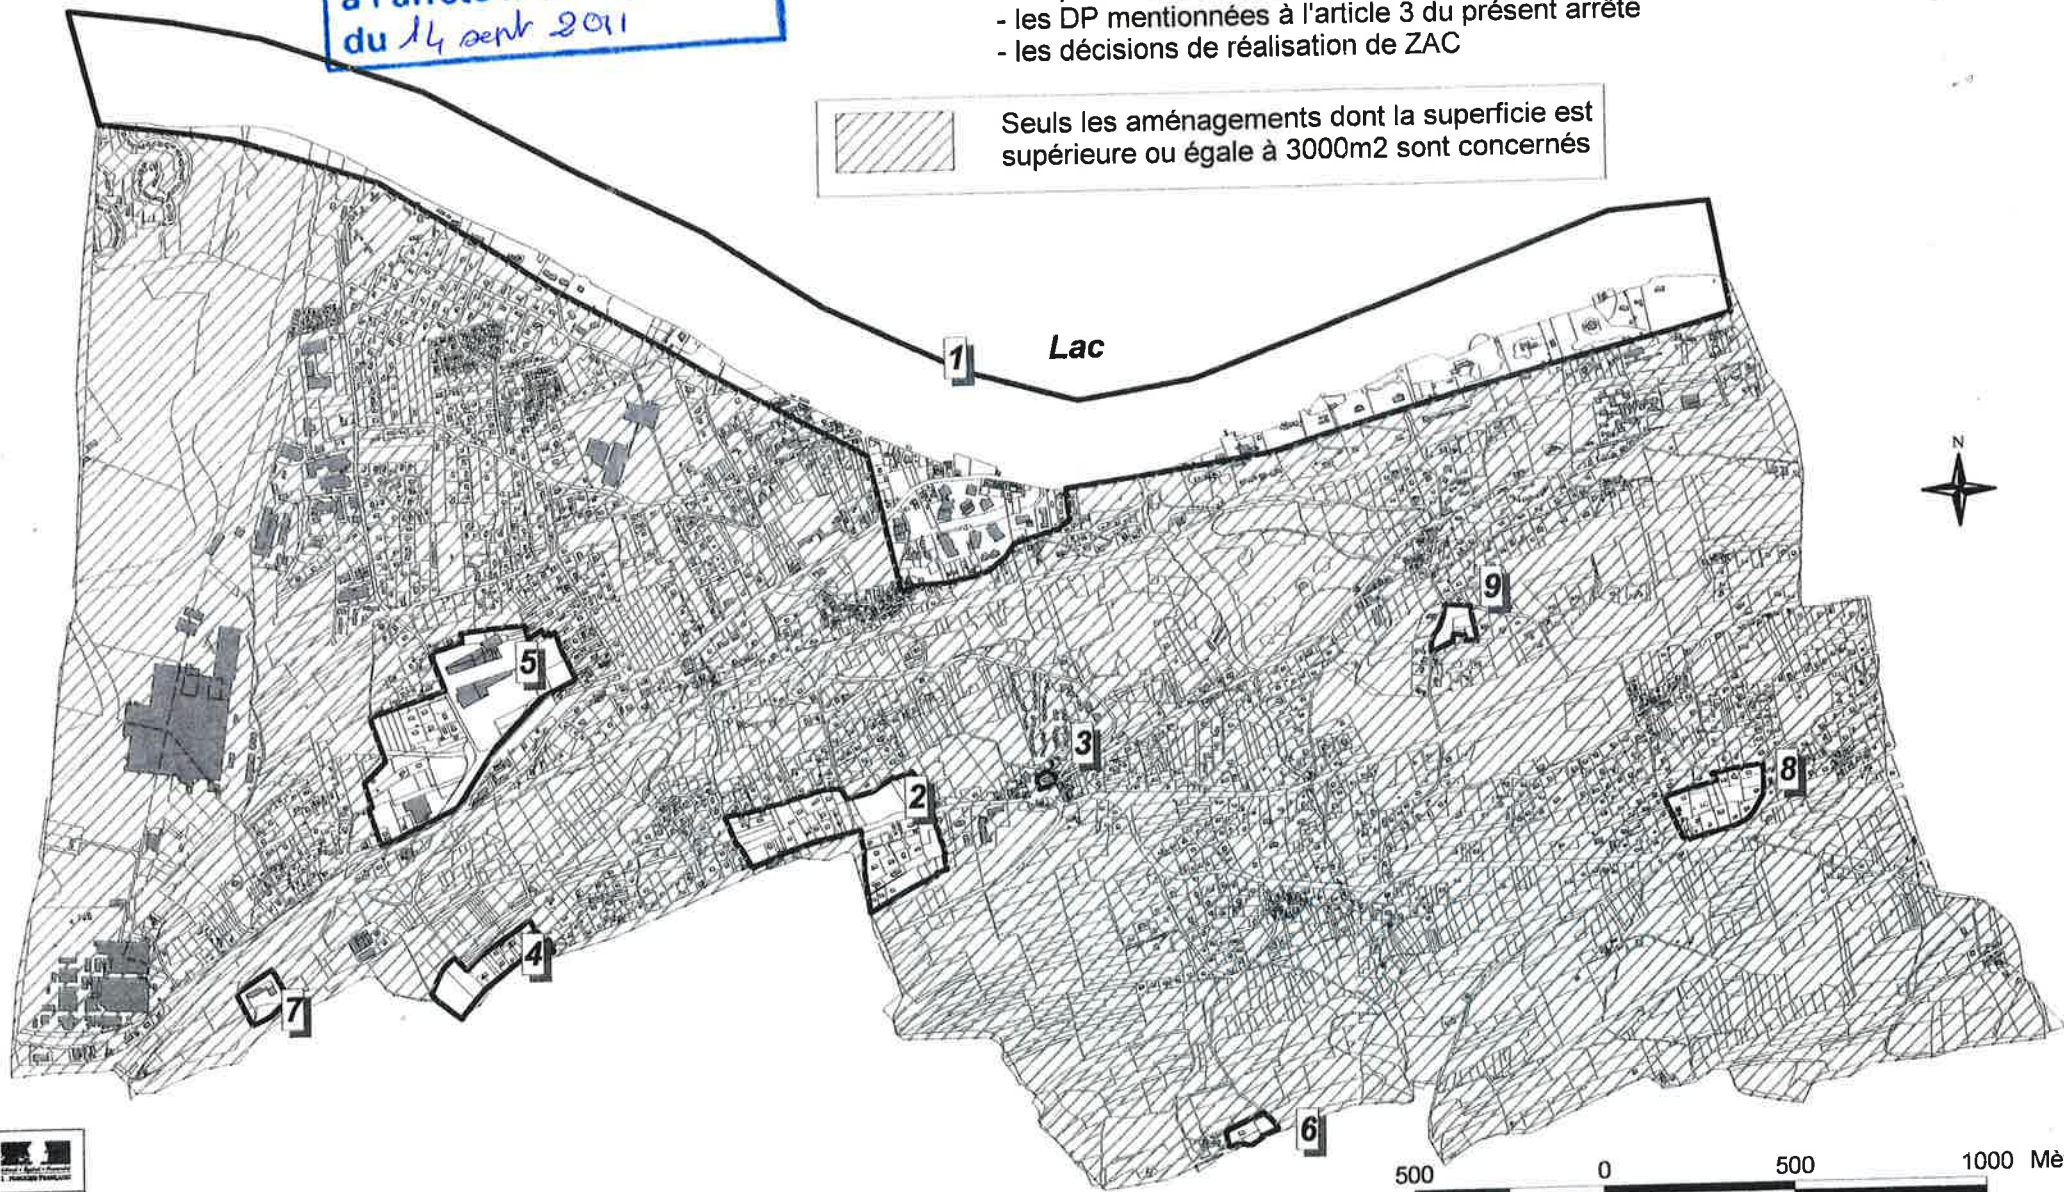 du 14 sept 2011
- les DP mentionnées à l'article 3 du présent arrêté
- les décisions de réalisation de ZAC
Seuls les aménagements dont la superficie est
supérieure ou égale à 3000m2 sont concernés
1
Lac
N
9
5
3
8
2
4
7
6
500 0 500 1000 Mè